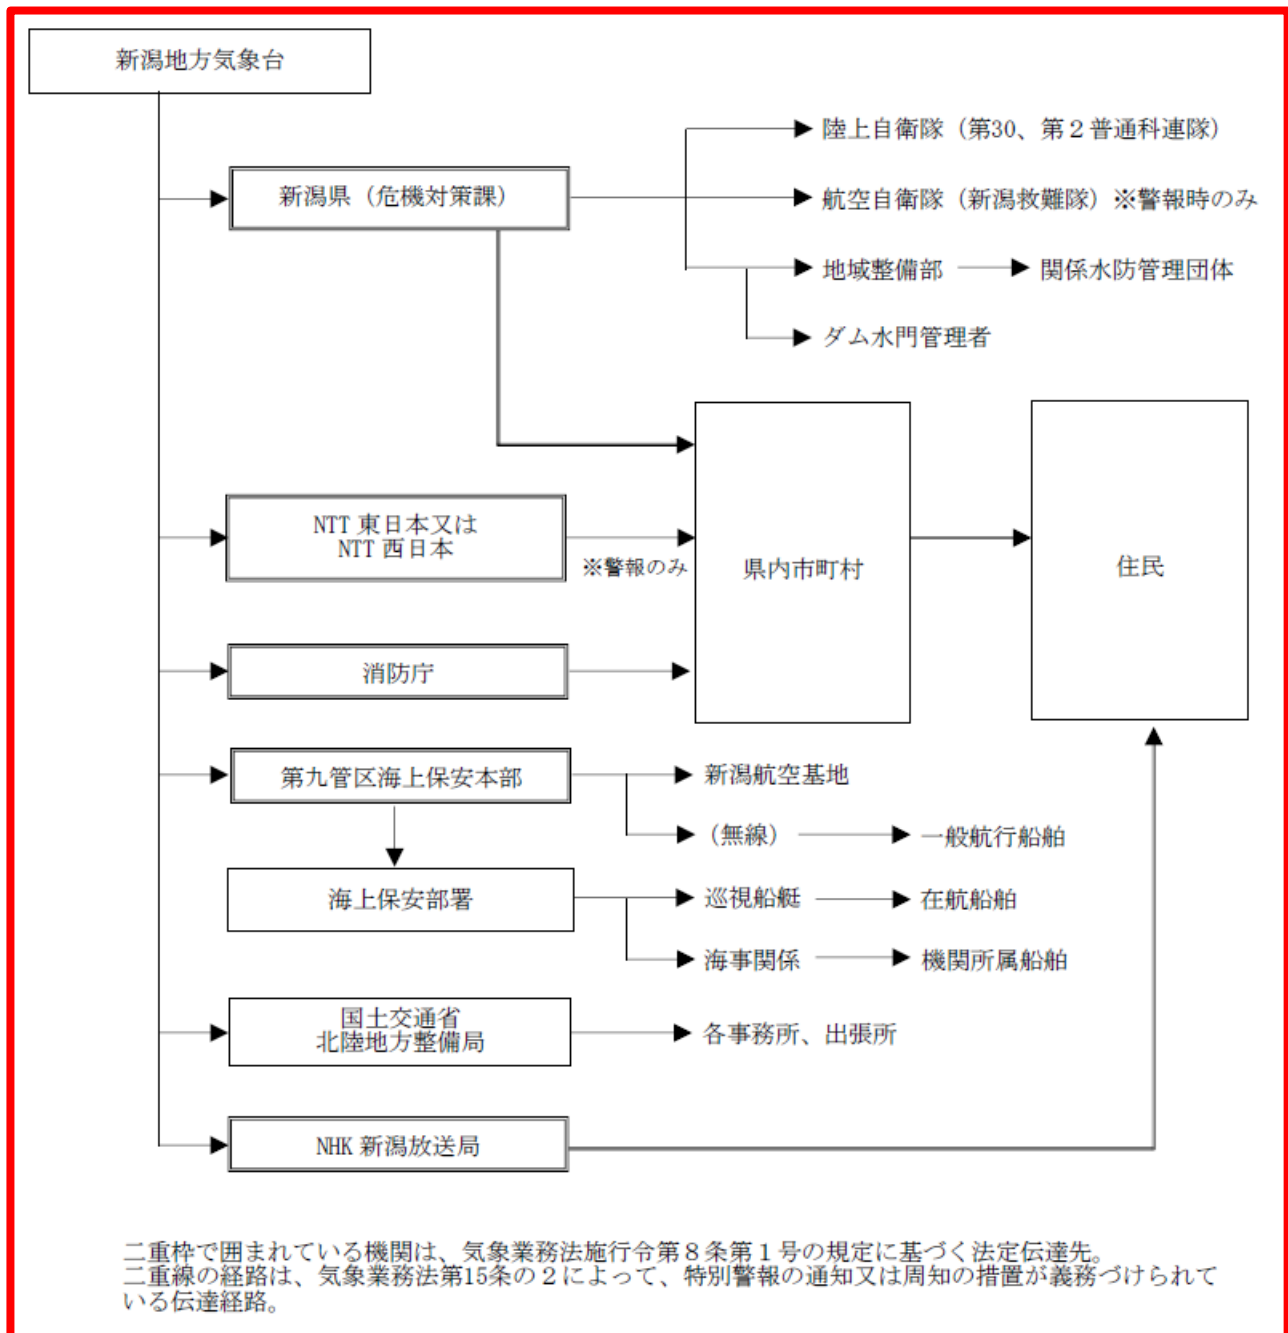 新潟地方気象台
陸上自衛隊（第30、第２普通科連隊）
新潟県（危機対策課）
航空自衛隊（新潟救難隊）※警報時のみ
地域整備部
関係水防管理団体
ダム水門管理者
NTT 東日本又は
NTT 西日本
※警報のみ
県内市町村
住民
消防庁
第九管区海上保安本部
新潟航空基地
（無線）
一般航行船舶
海上保安部署
巡視船艇
在航船舶
海事関係
機関所属船舶
国土交通省
北陸地方整備局
各事務所、出張所
NHK 新潟放送局
二重枠で囲まれている機関は、気象業務法施行令第８条第１号の規定に基づく法定伝達先。
二重線の経路は、気象業務法第15条の２によって、特別警報の通知又は周知の措置が義務づけられて
いる伝達経路。